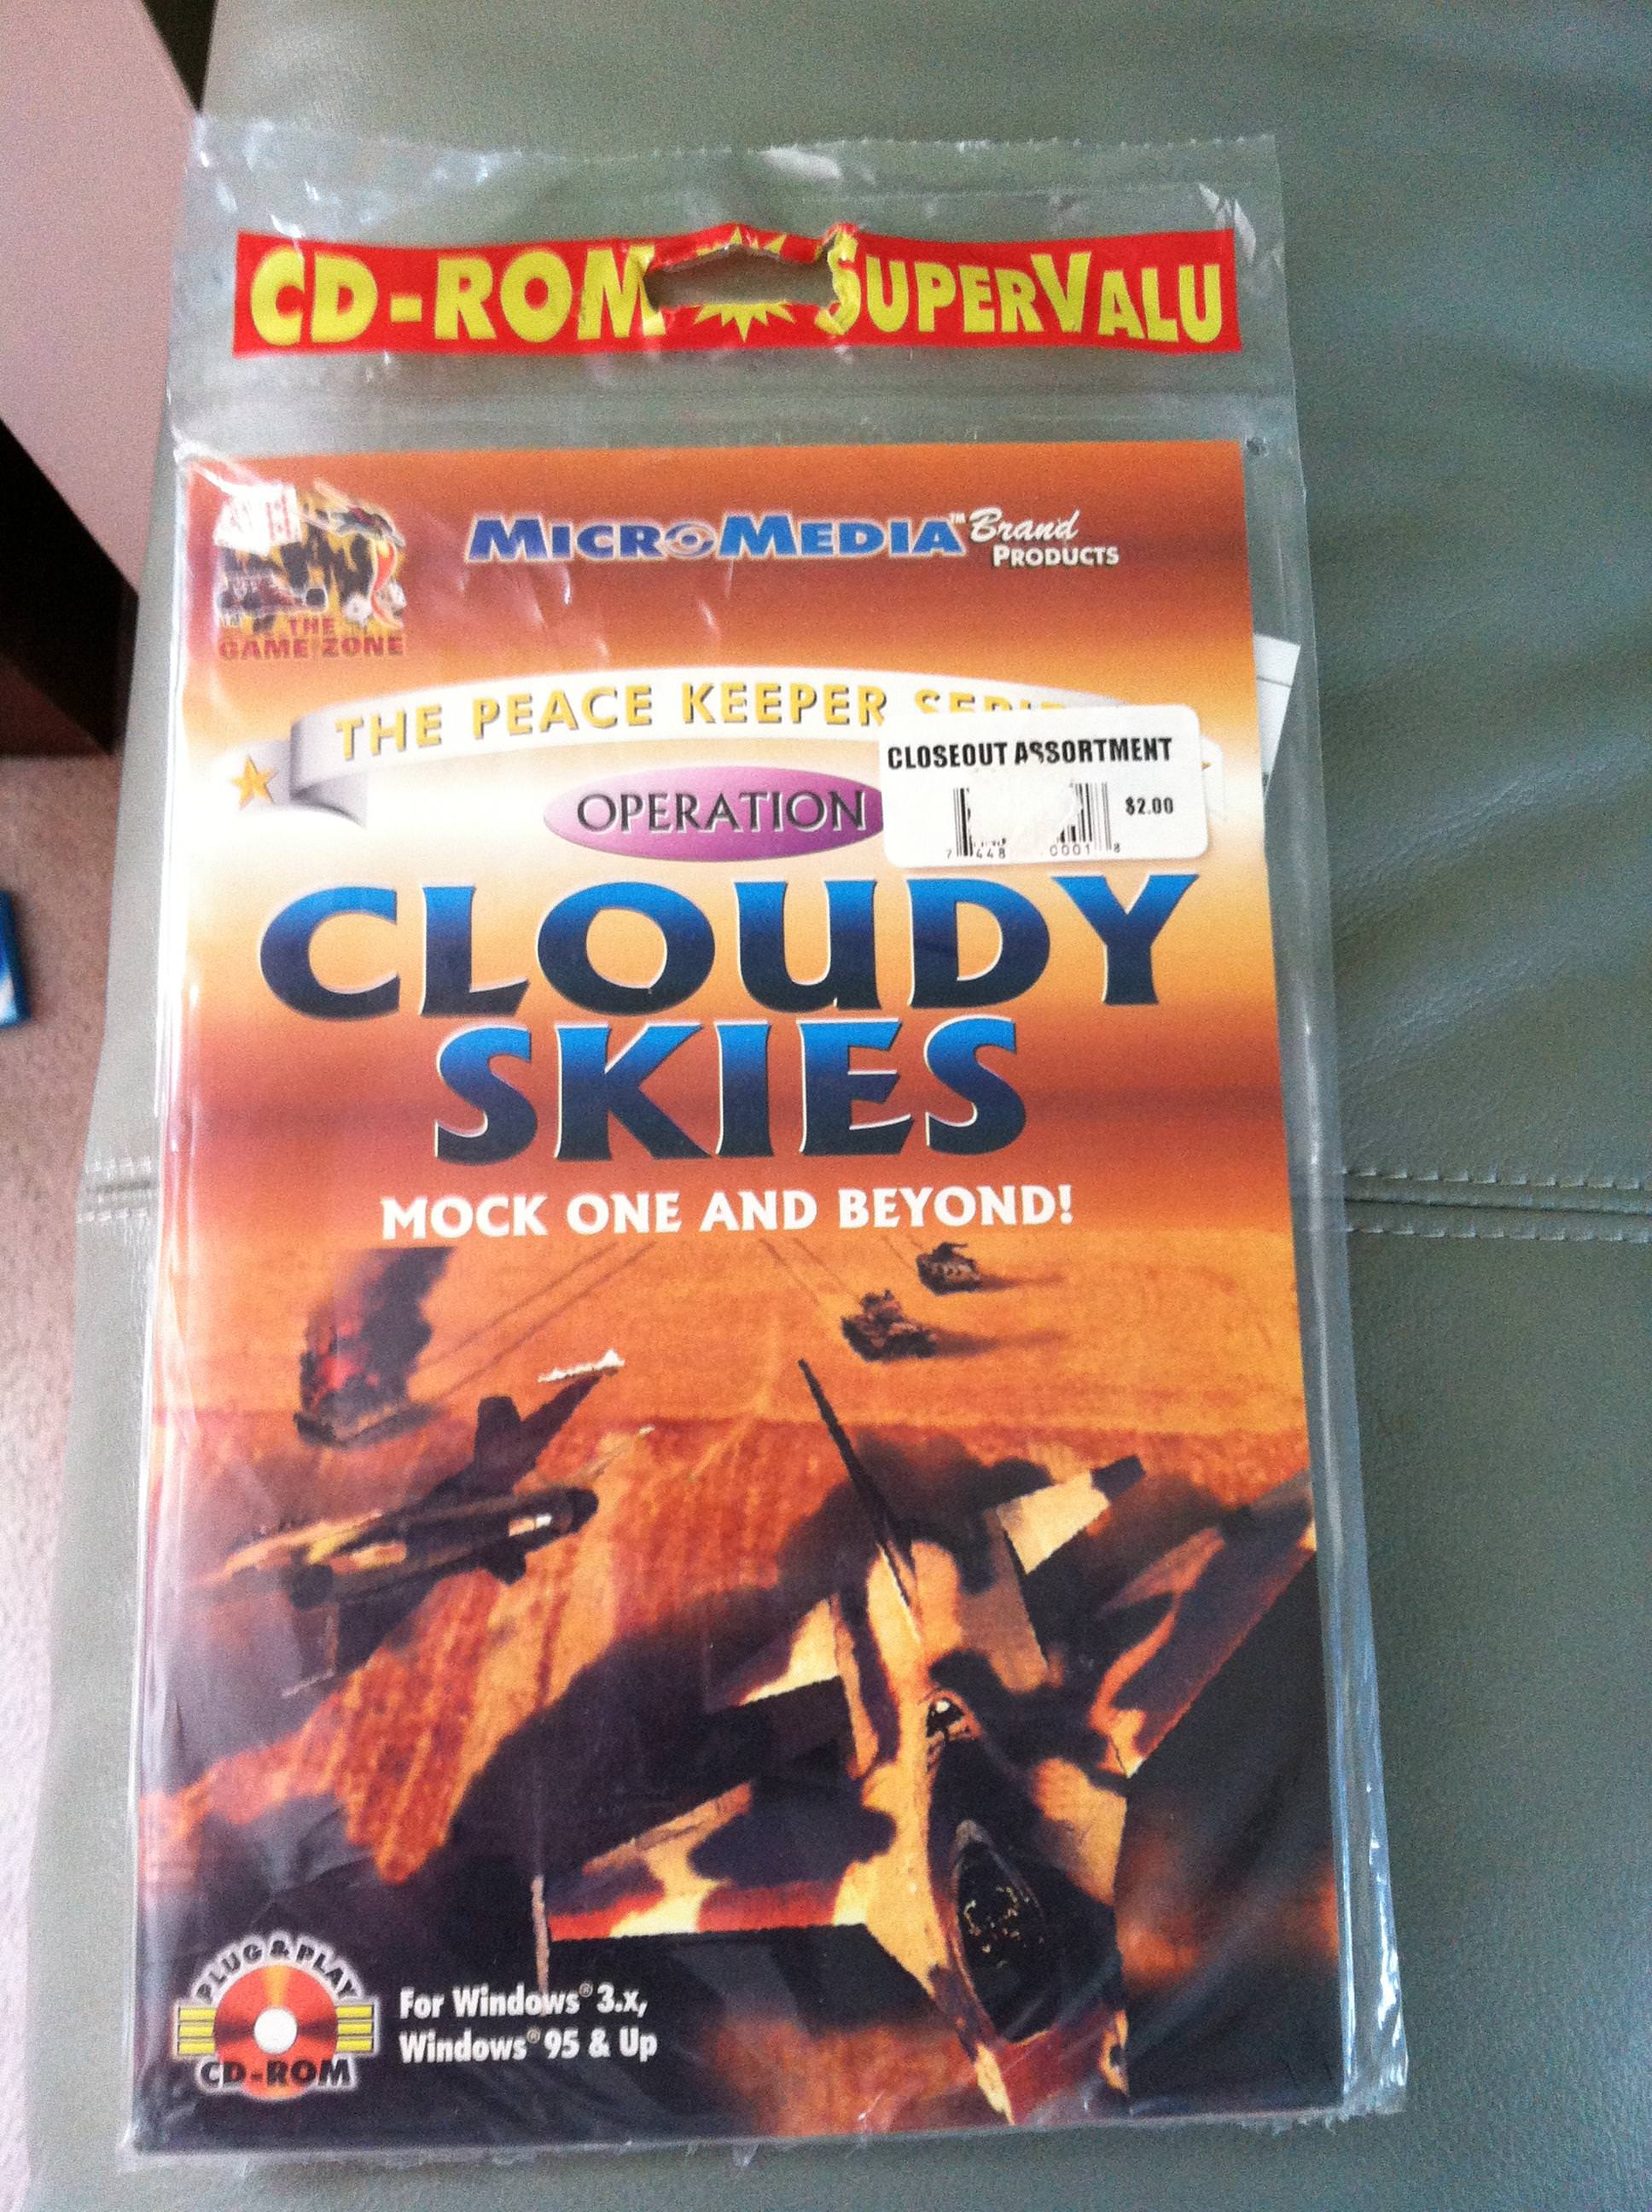 CD-ROM SUPERVALU
MICROMEDIA™ Brand PRODUCTS
THE GAME ZONE
THE PEACE KEEPER
CLOSEOUT ASSORTMENT
$2.00
OPERATION
CLOUDY
SKIES
MOCK ONE AND BEYOND!
PLUG & PLAY
CD-ROM
For Windows® 3.x,
Windows® 95 & Up